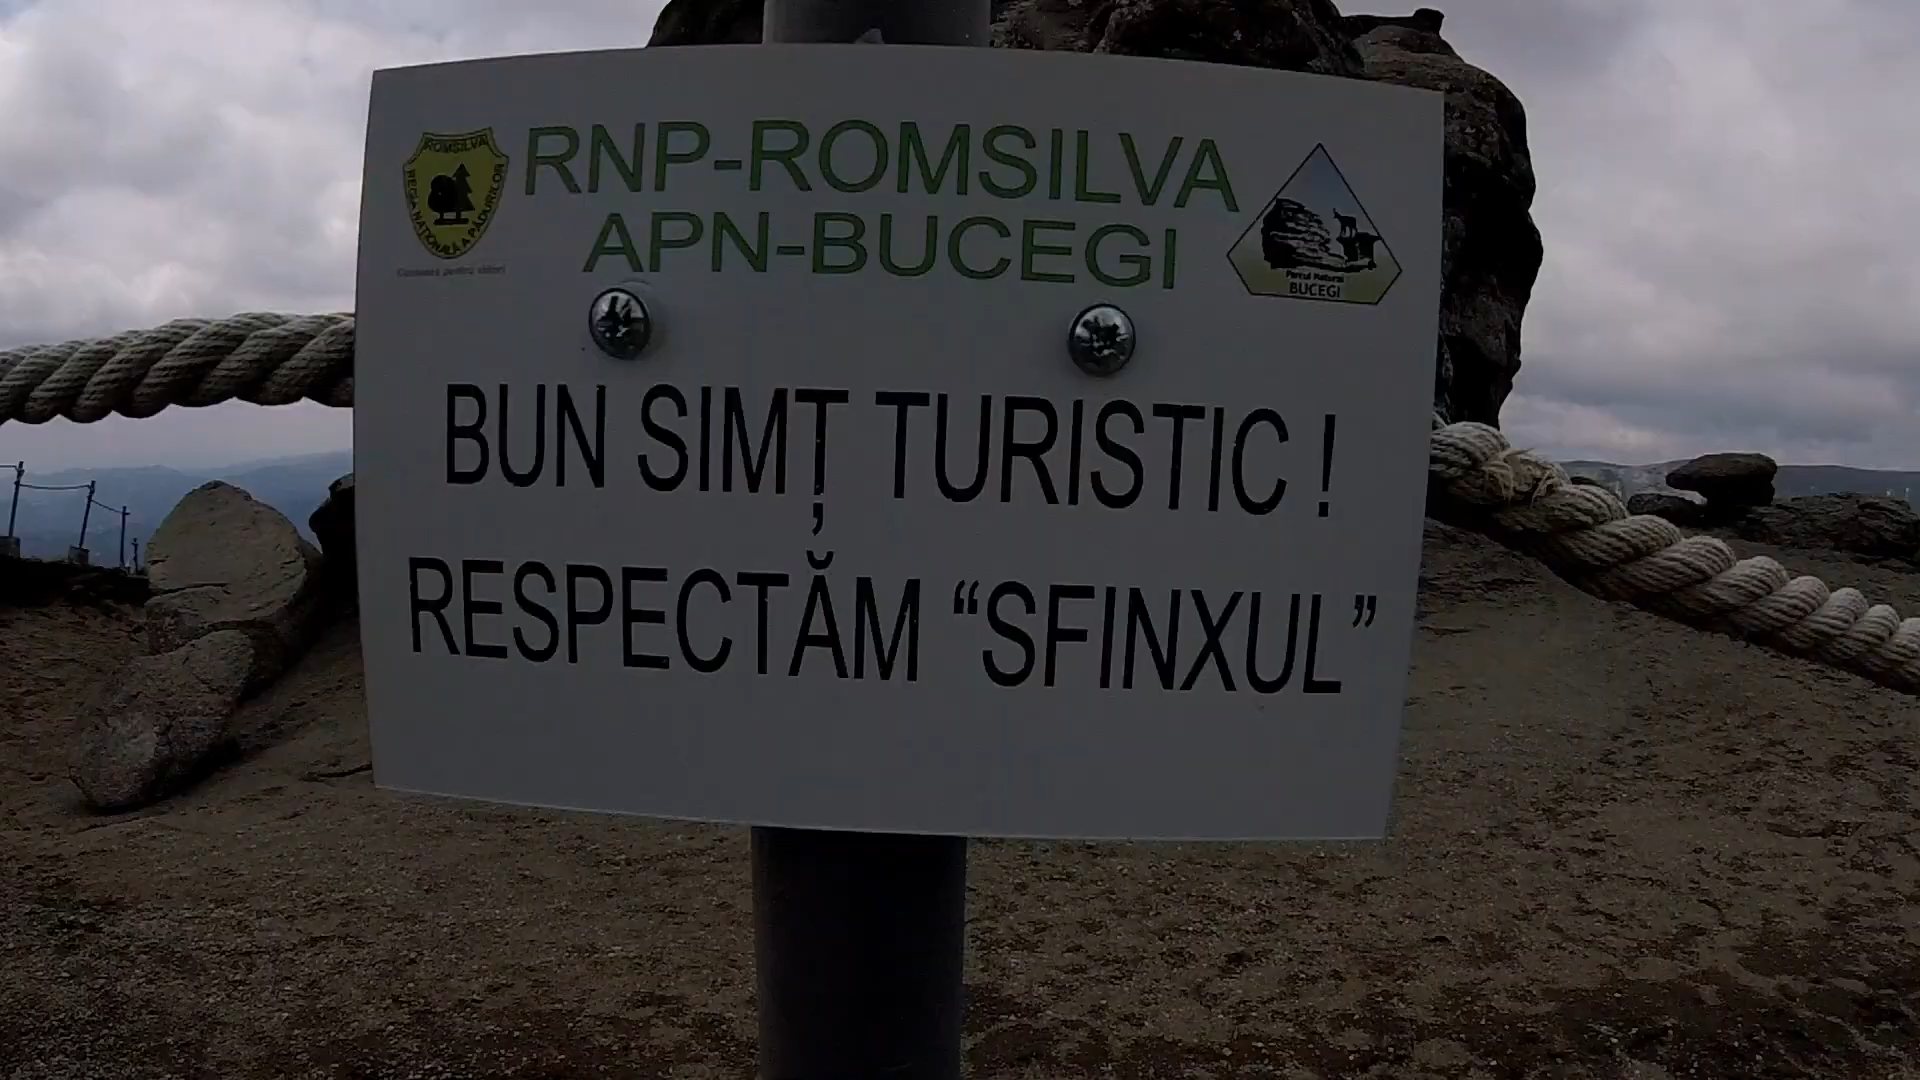 RNP-ROMSILVA
APN-BUCEGI
ROMSILVA
REGIA NAȚIONALĂ A PĂDURILOR
Parcul Natural
BUCEGI
BUN SIMȚ TURISTIC !
RESPECTĂM “SFINXUL”